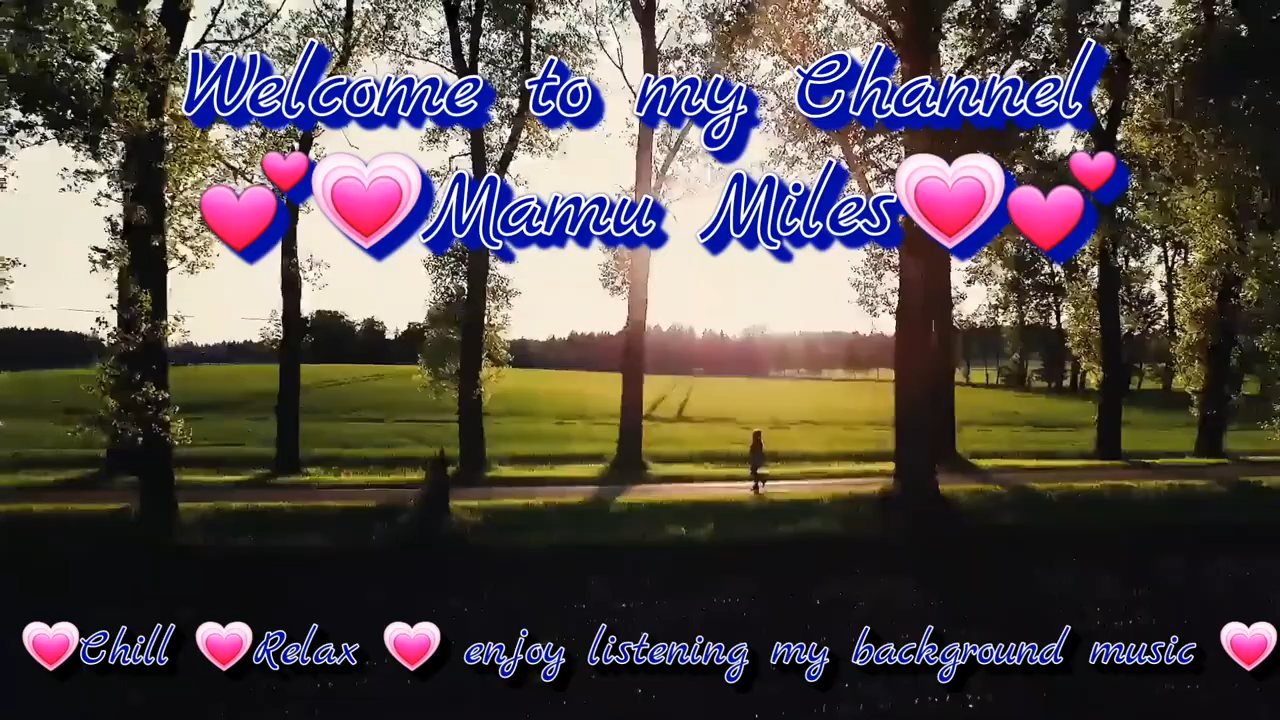 Welcome to my Channel
💕💗Mamu Miles💗💕
💗Chill 💗Relax 💗 enjoy listening my background music 💗